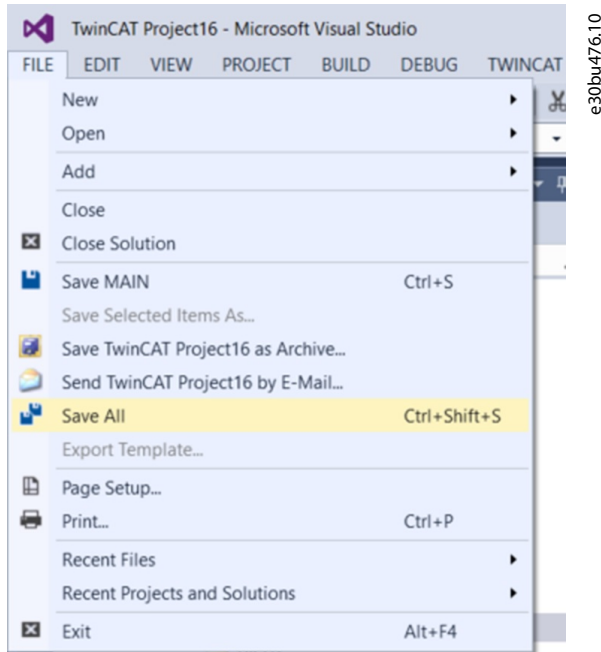 TwinCAT Project16 - Microsoft Visual Studio
FILE EDIT VIEW PROJECT BUILD DEBUG TWINCAT
New
Open
Add
Close
Close Solution
Save MAIN Ctrl+S
Save Selected Items As...
Save TwinCAT Project16 as Archive...
Send TwinCAT Project16 by E-Mail...
Save All Ctrl+Shift+S
Export Template...
Page Setup...
Print... Ctrl+P
Recent Files
Recent Projects and Solutions
Exit Alt+F4
e30bu476.10